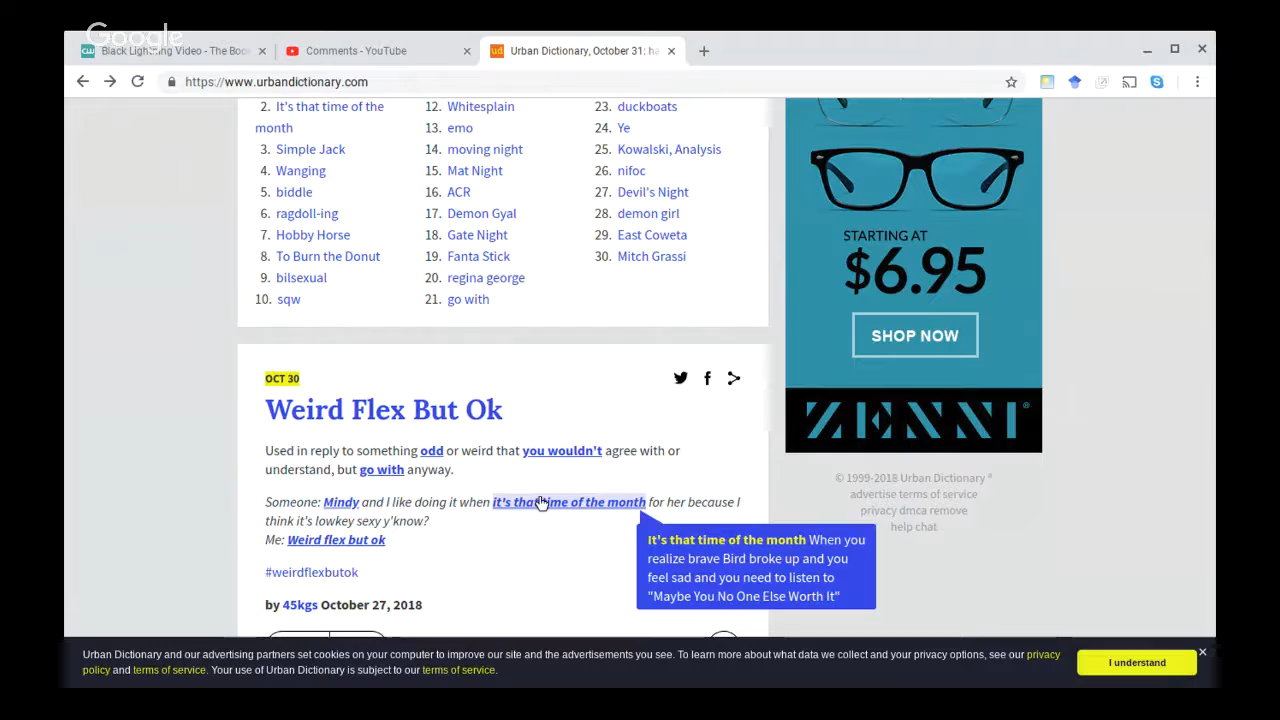 Google
Black Lightning Video - The Boo
Comments - YouTube
ud
Urban Dictionary, October 31: ha
https://www.urbandictionary.com
2. It's that time of the
month
3. Simple Jack
4. Wanging
5. biddle
6. ragdoll-ing
7. Hobby Horse
8. To Burn the Donut
9. bilsexual
10. sqw
12. Whitesplain
13. emo
14. moving night
15. Mat Night
16. ACR
17. Demon Gyal
18. Gate Night
19. Fanta Stick
20. regina george
21. go with
23. duckboats
24. Ye
25. Kowalski, Analysis
26. nifoc
27. Devil's Night
28. demon girl
29. East Coweta
30. Mitch Grassi
STARTING AT
$6.95
SHOP NOW
ZENNI®
OCT 30
Weird Flex But Ok
Used in reply to something odd or weird that you wouldn't agree with or
understand, but go with anyway.
Someone: Mindy and I like doing it when it's that time of the month for her because I
think it's lowkey sexy y'know?
Me: Weird flex but ok
#weirdflexbutok
by 45kgs October 27, 2018
It's that time of the month When you
realize brave Bird broke up and you
feel sad and you need to listen to
"Maybe You No One Else Worth It"
© 1999-2018 Urban Dictionary ®
advertise terms of service
privacy dmca remove
help chat
Urban Dictionary and our advertising partners set cookies on your computer to improve our site and the advertisements you see. To learn more about what data we collect and your privacy options, see our privacy
policy and terms of service. Your use of Urban Dictionary is subject to our terms of service.
I understand